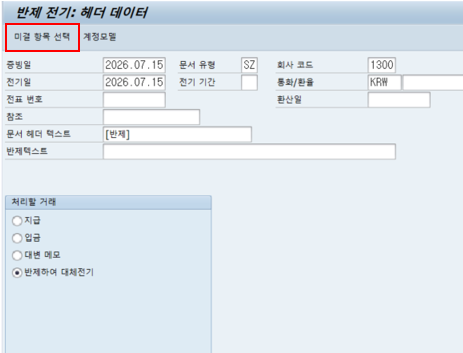 반제 전기: 헤더 데이터
미결 항목 선택 계정모델
증빙일 2026.07.15 문서 유형 SZ 회사 코드 1300
전기일 2026.07.15 전기 기간 통화/환율 KRW
전표 번호 환산일
참조
문서 헤더 텍스트 [반제]
반제텍스트
처리할 거래
지급
입금
대변 메모
반제하여 대체전기